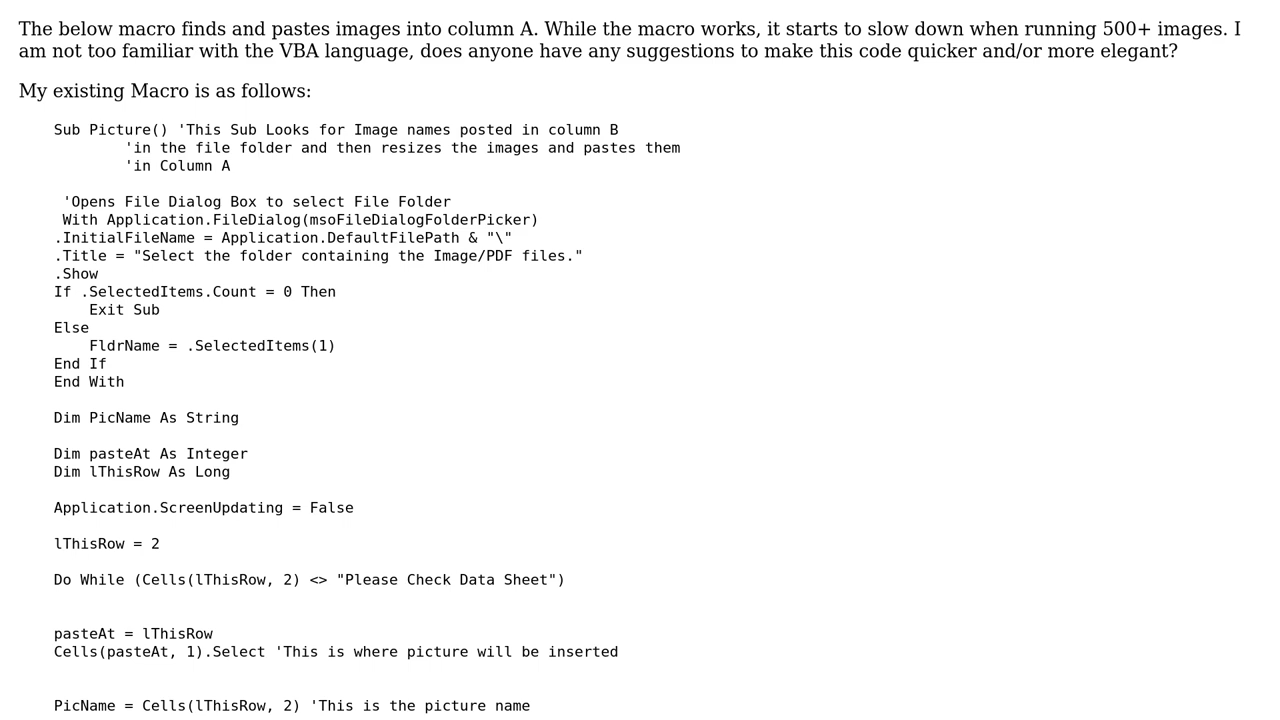 The below macro finds and pastes images into column A. While the macro works, it starts to slow down when running 500+ images. I
am not too familiar with the VBA language, does anyone have any suggestions to make this code quicker and/or more elegant?
My existing Macro is as follows:
Sub Picture() 'This Sub Looks for Image names posted in column B
'in the file folder and then resizes the images and pastes them
'in Column A
'Opens File Dialog Box to select File Folder
With Application.FileDialog(msoFileDialogFolderPicker)
.InitialFileName = Application.DefaultFilePath & "\"
.Title = "Select the folder containing the Image/PDF files."
.Show
If .SelectedItems.Count = 0 Then
Exit Sub
Else
FldrName = .SelectedItems(1)
End If
End With
Dim PicName As String
Dim pasteAt As Integer
Dim lThisRow As Long
Application.ScreenUpdating = False
lThisRow = 2
Do While (Cells(lThisRow, 2) <> "Please Check Data Sheet")
pasteAt = lThisRow
Cells(pasteAt, 1).Select 'This is where picture will be inserted
PicName = Cells(lThisRow, 2) 'This is the picture name